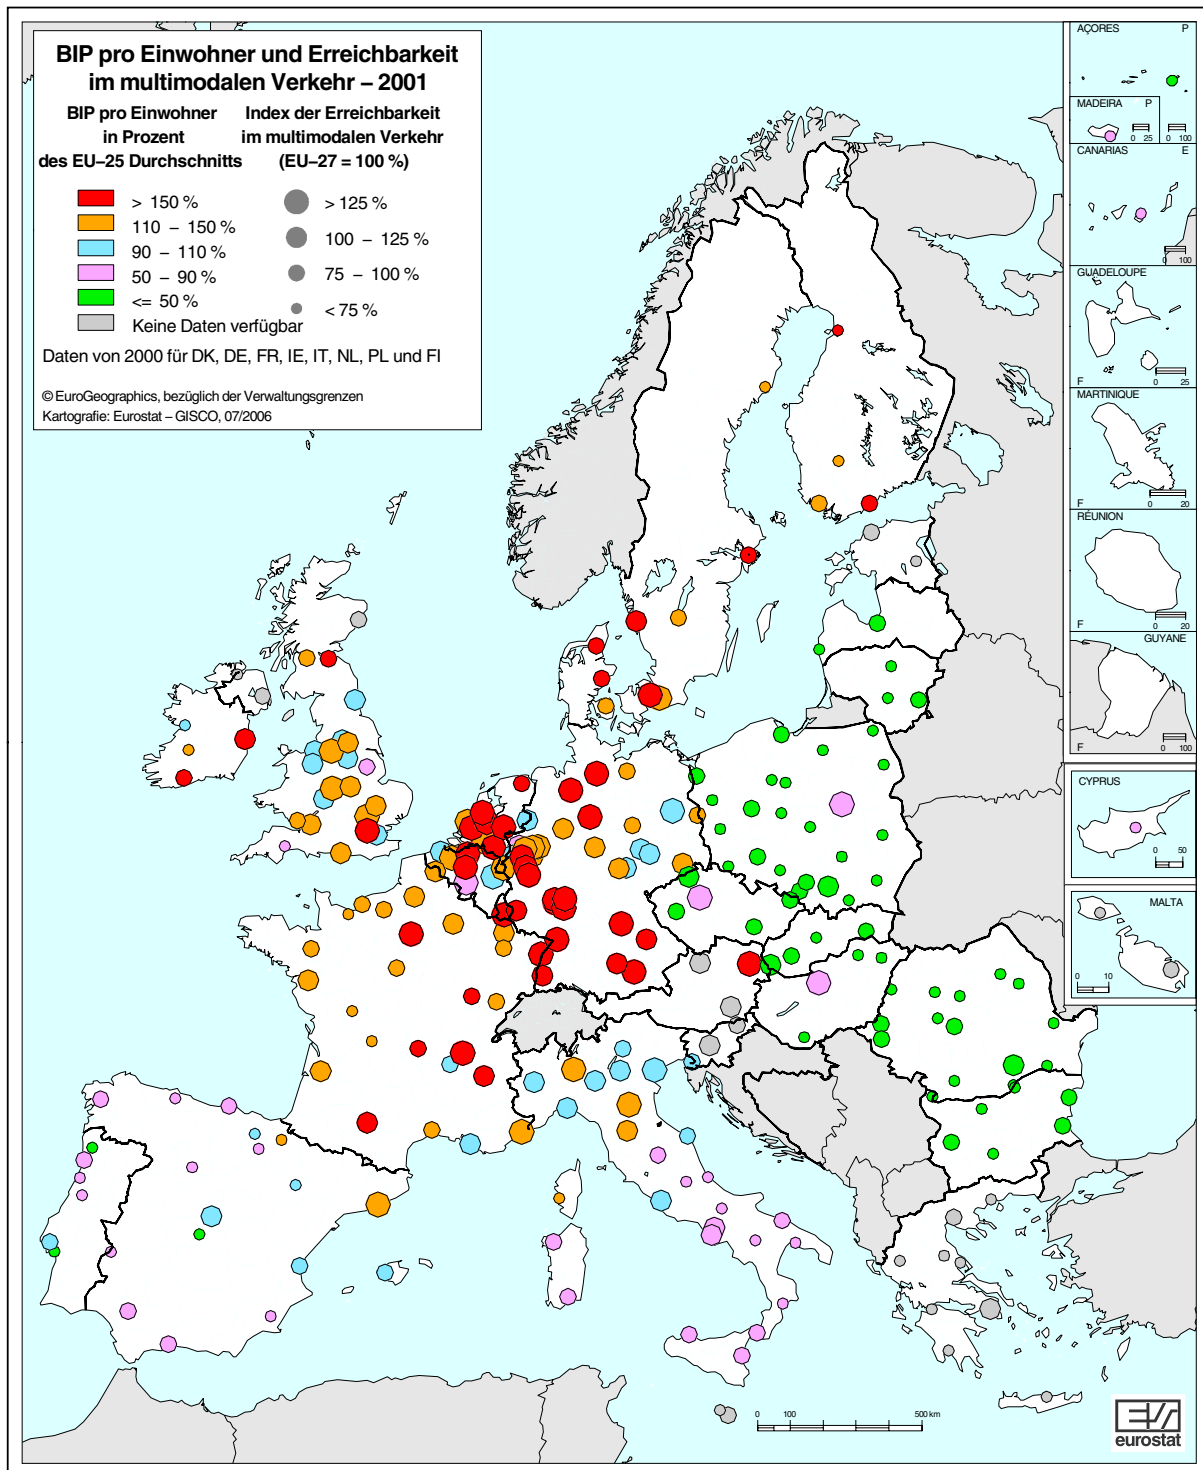 BIP pro Einwohner und Erreichbarkeit
im multimodalen Verkehr – 2001
BIP pro Einwohner
in Prozent
des EU–25 Durchschnitts
> 150 %
110 – 150 %
90 – 110 %
50 – 90 %
<= 50 %
Keine Daten verfügbar
Index der Erreichbarkeit
im multimodalen Verkehr
(EU–27 = 100 %)
> 125 %
100 – 125 %
75 – 100 %
< 75 %
Daten von 2000 für DK, DE, FR, IE, IT, NL, PL und FI
© EuroGeographics, bezüglich der Verwaltungsgrenzen
Kartografie: Eurostat – GISCO, 07/2006
AÇORES P
0 100
MADEIRA P
0 25
CANARIAS E
0 100
GUADELOUPE
F
0 25
MARTINIQUE
F
0 20
RÉUNION
F
0 20
GUYANE
F
0 100
CYPRUS
0 50
MALTA
0 10
0 100 500 km
eurostat